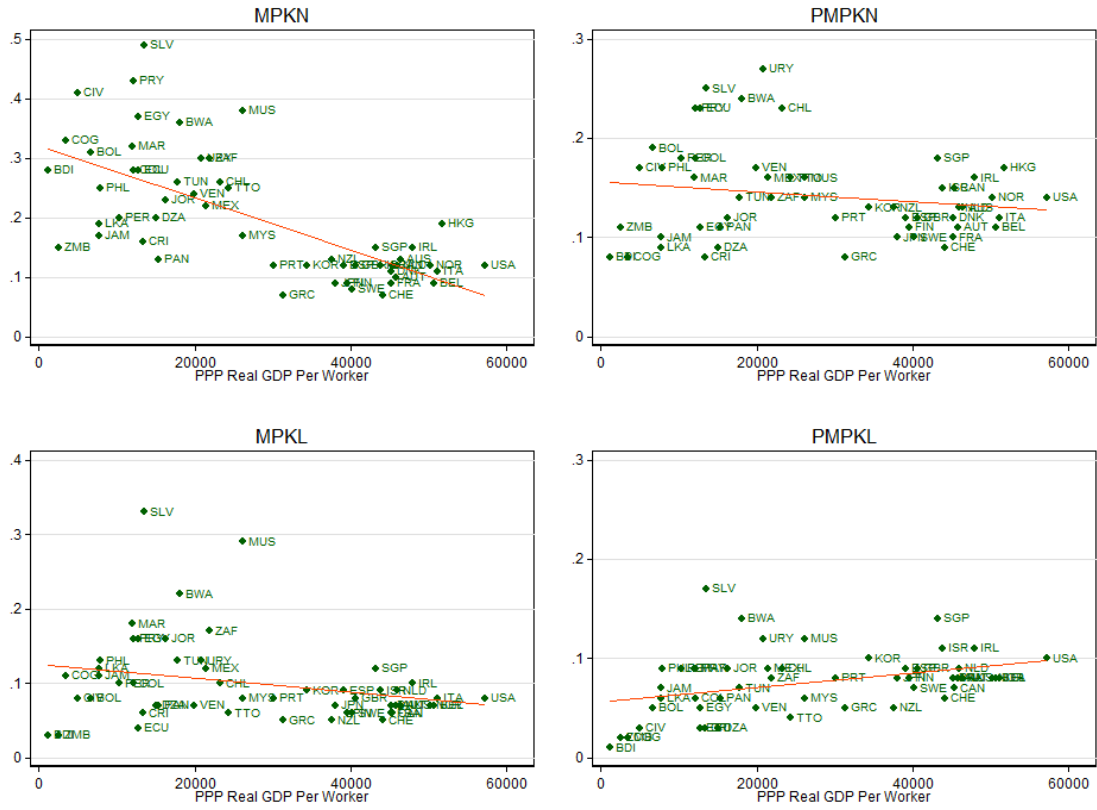 MPKN
.5
.4
.3
.2
.1
0
SLV
PRY
CIV
EGY
MUS
BWA
COG
MAR
BOL
ZAF
BDI
ECU
TUN
CHL
PHL
TTO
VEN
JOR
MEX
PER
DZA
LKA
HKG
JAM
MYS
CRI
ZMB
SGP
IRL
PAN
NZL
AUS
PRT
KOR
NOR
USA
ITA
AUT
FRA
BEL
SWE
GRC
CHE
0 20000 40000 60000
PPP Real GDP Per Worker
PMPKN
.3
.2
.1
0
URY
SLV
BWA
CHL
BOL
SGP
CIV
PHL
VEN
HKG
MAR
MUS
IRL
TUN
ZAF
MYS
NOR
USA
KOR
NZL
JOR
PRT
DNK
ITA
ZMB
EGY
PAN
FIN
AUT
BEL
JAM
JPN
SWE
FRA
LKA
DZA
CHE
COG
CRI
GRC
0 20000 40000 60000
PPP Real GDP Per Worker
MPKL
.4
.3
.2
.1
0
SLV
MUS
BWA
MAR
ZAF
JOR
PHL
TUN
URY
LKA
MEX
SGP
COG
JAM
CHL
IRL
KOR
ESP
NLD
BOL
MYS
PRT
GBR
ITA
USA
VEN
JPN
CRI
TTO
SWE
GRC
NZL
CHE
ECU
ZMB
0 20000 40000 60000
PPP Real GDP Per Worker
PMPKL
.3
.2
.1
0
SLV
BWA
SGP
URY
MUS
ISR
IRL
KOR
USA
JOR
GBR
NLD
ZAF
PRT
JAM
TUN
SWE
CAN
LKA
PAN
MYS
CHE
BOL
EGY
VEN
GRC
NZL
TTO
CIV
DZA
BDI
0 20000 40000 60000
PPP Real GDP Per Worker